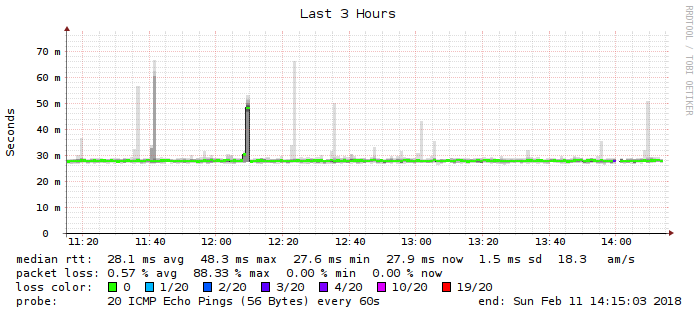 Last 3 Hours
RRDTOOL / TOBI OETIKER
Seconds
70 m
60 m
50 m
40 m
30 m
20 m
10 m
0
11:20 11:40 12:00 12:20 12:40 13:00 13:20 13:40 14:00
median rtt: 28.1 ms avg 48.3 ms max 27.6 ms min 27.9 ms now 1.5 ms sd 18.3 am/s
packet loss: 0.57 % avg 88.33 % max 0.00 % min 0.00 % now
loss color: 0 1/20 2/20 3/20 4/20 10/20 19/20
probe: 20 ICMP Echo Pings (56 Bytes) every 60s end: Sun Feb 11 14:15:03 2018